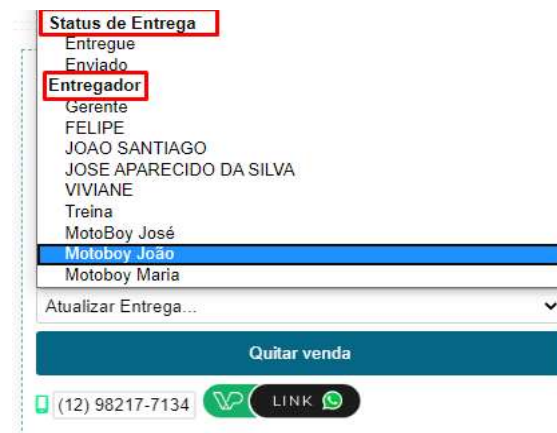 Status de Entrega
Entregue
Enviado
Entregador
Gerente
FELIPE
JOAO SANTIAGO
JOSE APARECIDO DA SILVA
VIVIANE
Treina
MotoBoy José
Motoboy João
Motoboy Maria
Atualizar Entrega...
Quitar venda
(12) 98217-7134 VP LINK